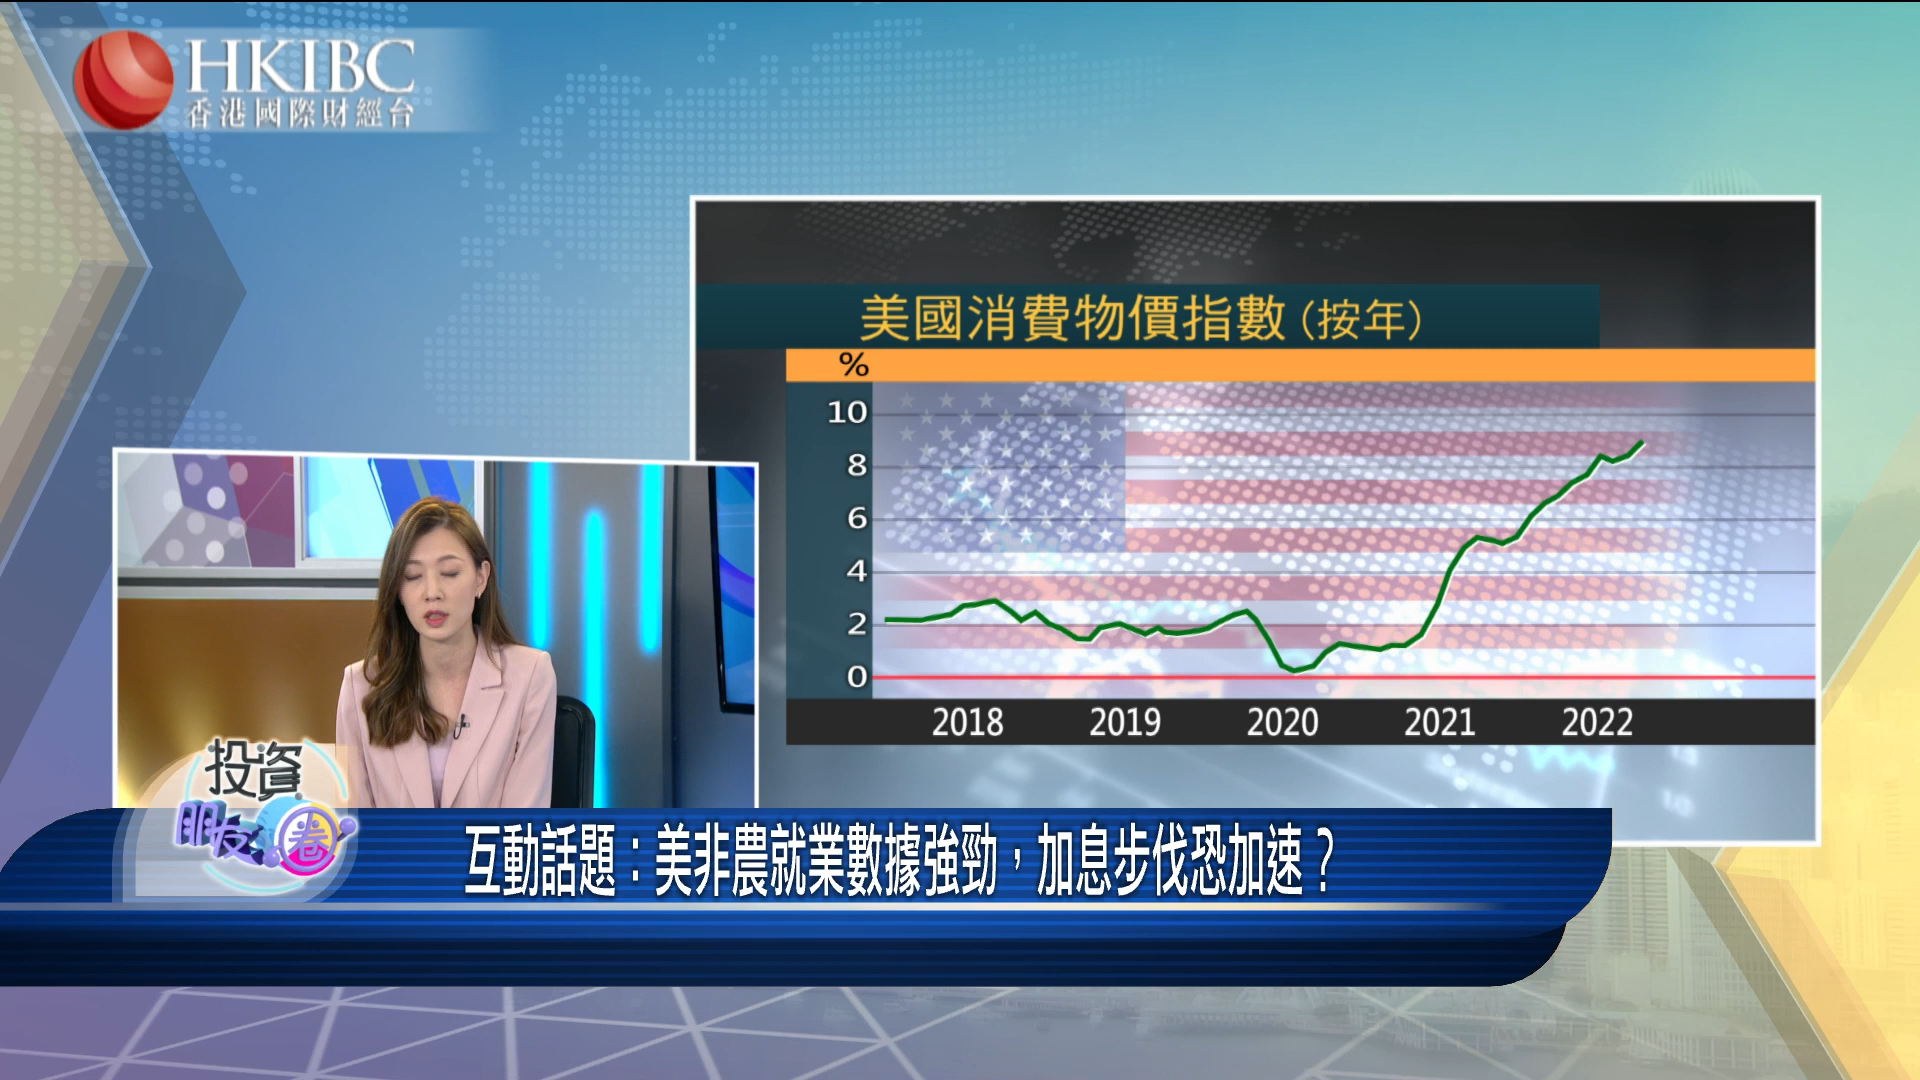 HKIBC
香港國際財經台
美國消費物價指數(按年)
%
10
8
6
4
2
0
2018 2019 2020 2021 2022
投資
朋友圈
互動話題：美非農就業數據強勁，加息步伐恐加速？